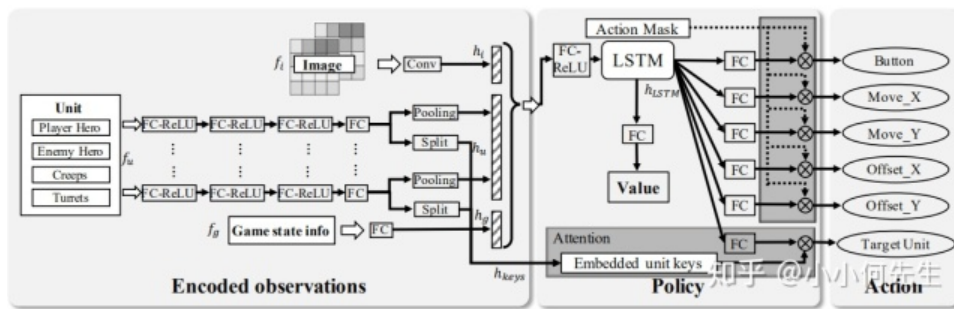 Action Mask
f_i
Image
Conv
h_i
FC-ReLU
LSTM
FC
Button
Unit
Player Hero
Enemy Hero
Creeps
Turrets
f_u
FC-ReLU
FC-ReLU
FC-ReLU
FC
Pooling
Split
h_u
h_LSTM
FC
Value
FC
Move_X
FC
Move_Y
FC
Offset_X
FC-ReLU
FC-ReLU
FC-ReLU
FC
Pooling
Split
FC
Offset_Y
f_g
Game state info
FC
h_g
Attention
FC
Target Unit
h_keys
Embedded unit keys
Encoded observations
Policy
Action
知乎 @小小何先生